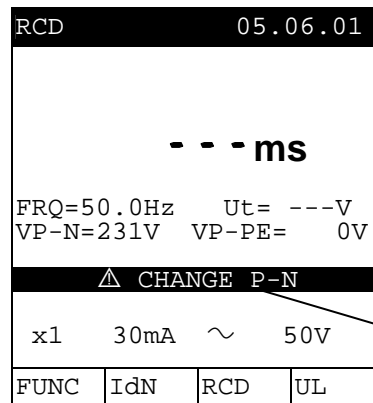 RCD 05.06.01
- - - ms
FRQ=50.0Hz Ut= ---V
VP-N=231V VP-PE= 0V
⚠ CHANGE P-N
x1 30mA ~ 50V
FUNC IdN RCD UL